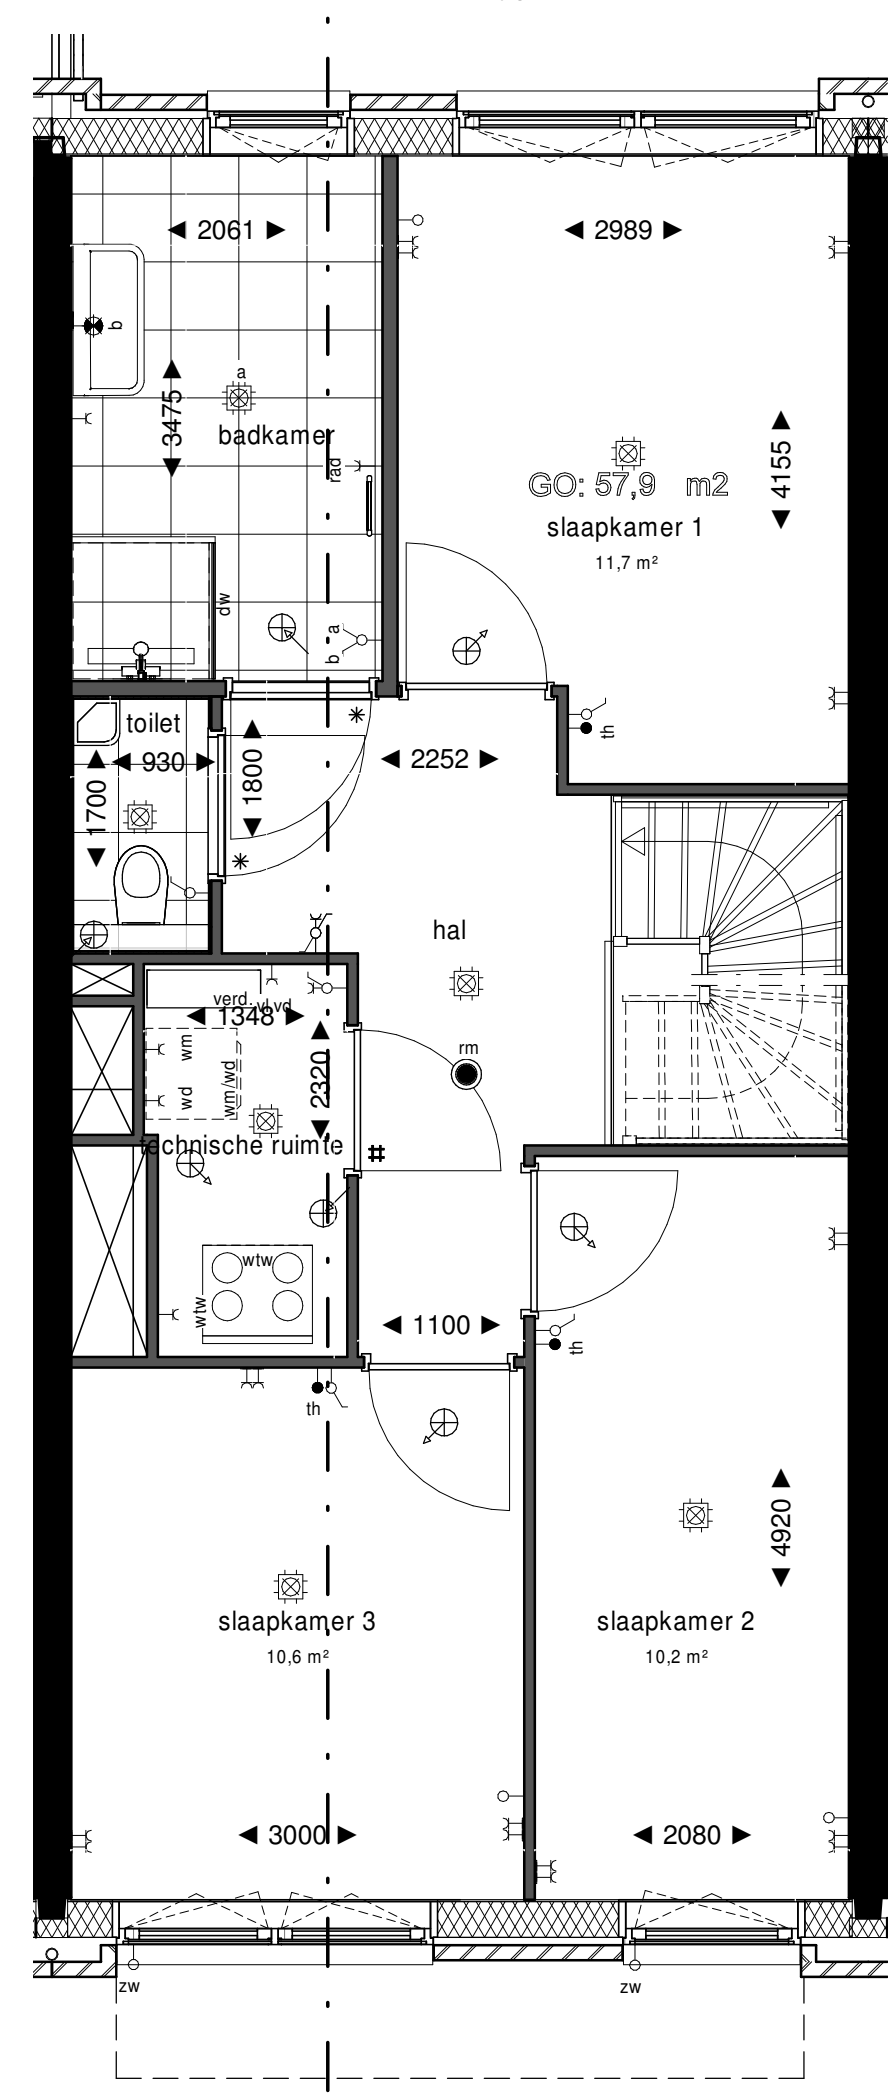 2061
2989
b
a
3475
badkamer
rad
4155
GO: 57,9 m2
slaapkamer 1
11,7 m²
dw
b a
toilet
th
930
1800
2252
1700
hal
verd. vl.vd
1348
wm
2320
rm
wd
wm/wd
technische ruimte
#
wtw
wtw
1100
th
th
4920
slaapkamer 3
slaapkamer 2
10,6 m²
10,2 m²
3000
2080
zw
zw